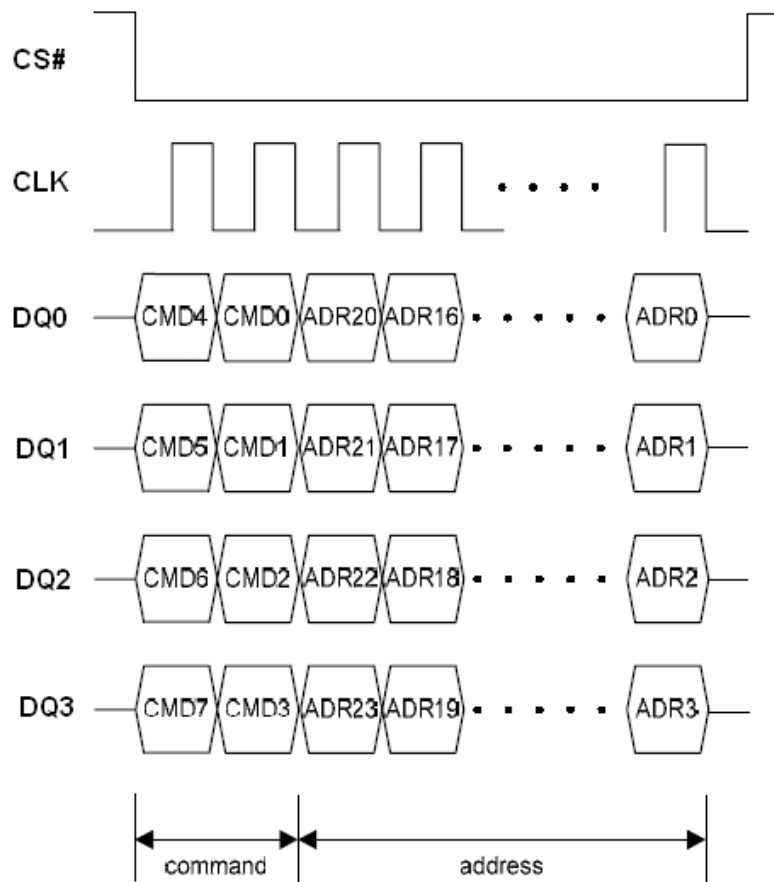 CS#
CLK
DQ0 CMD4 CMD0 ADR20 ADR16 ADR0
DQ1 CMD5 CMD1 ADR21 ADR17 ADR1
DQ2 CMD6 CMD2 ADR22 ADR18 ADR2
DQ3 CMD7 CMD3 ADR23 ADR19 ADR3
command address